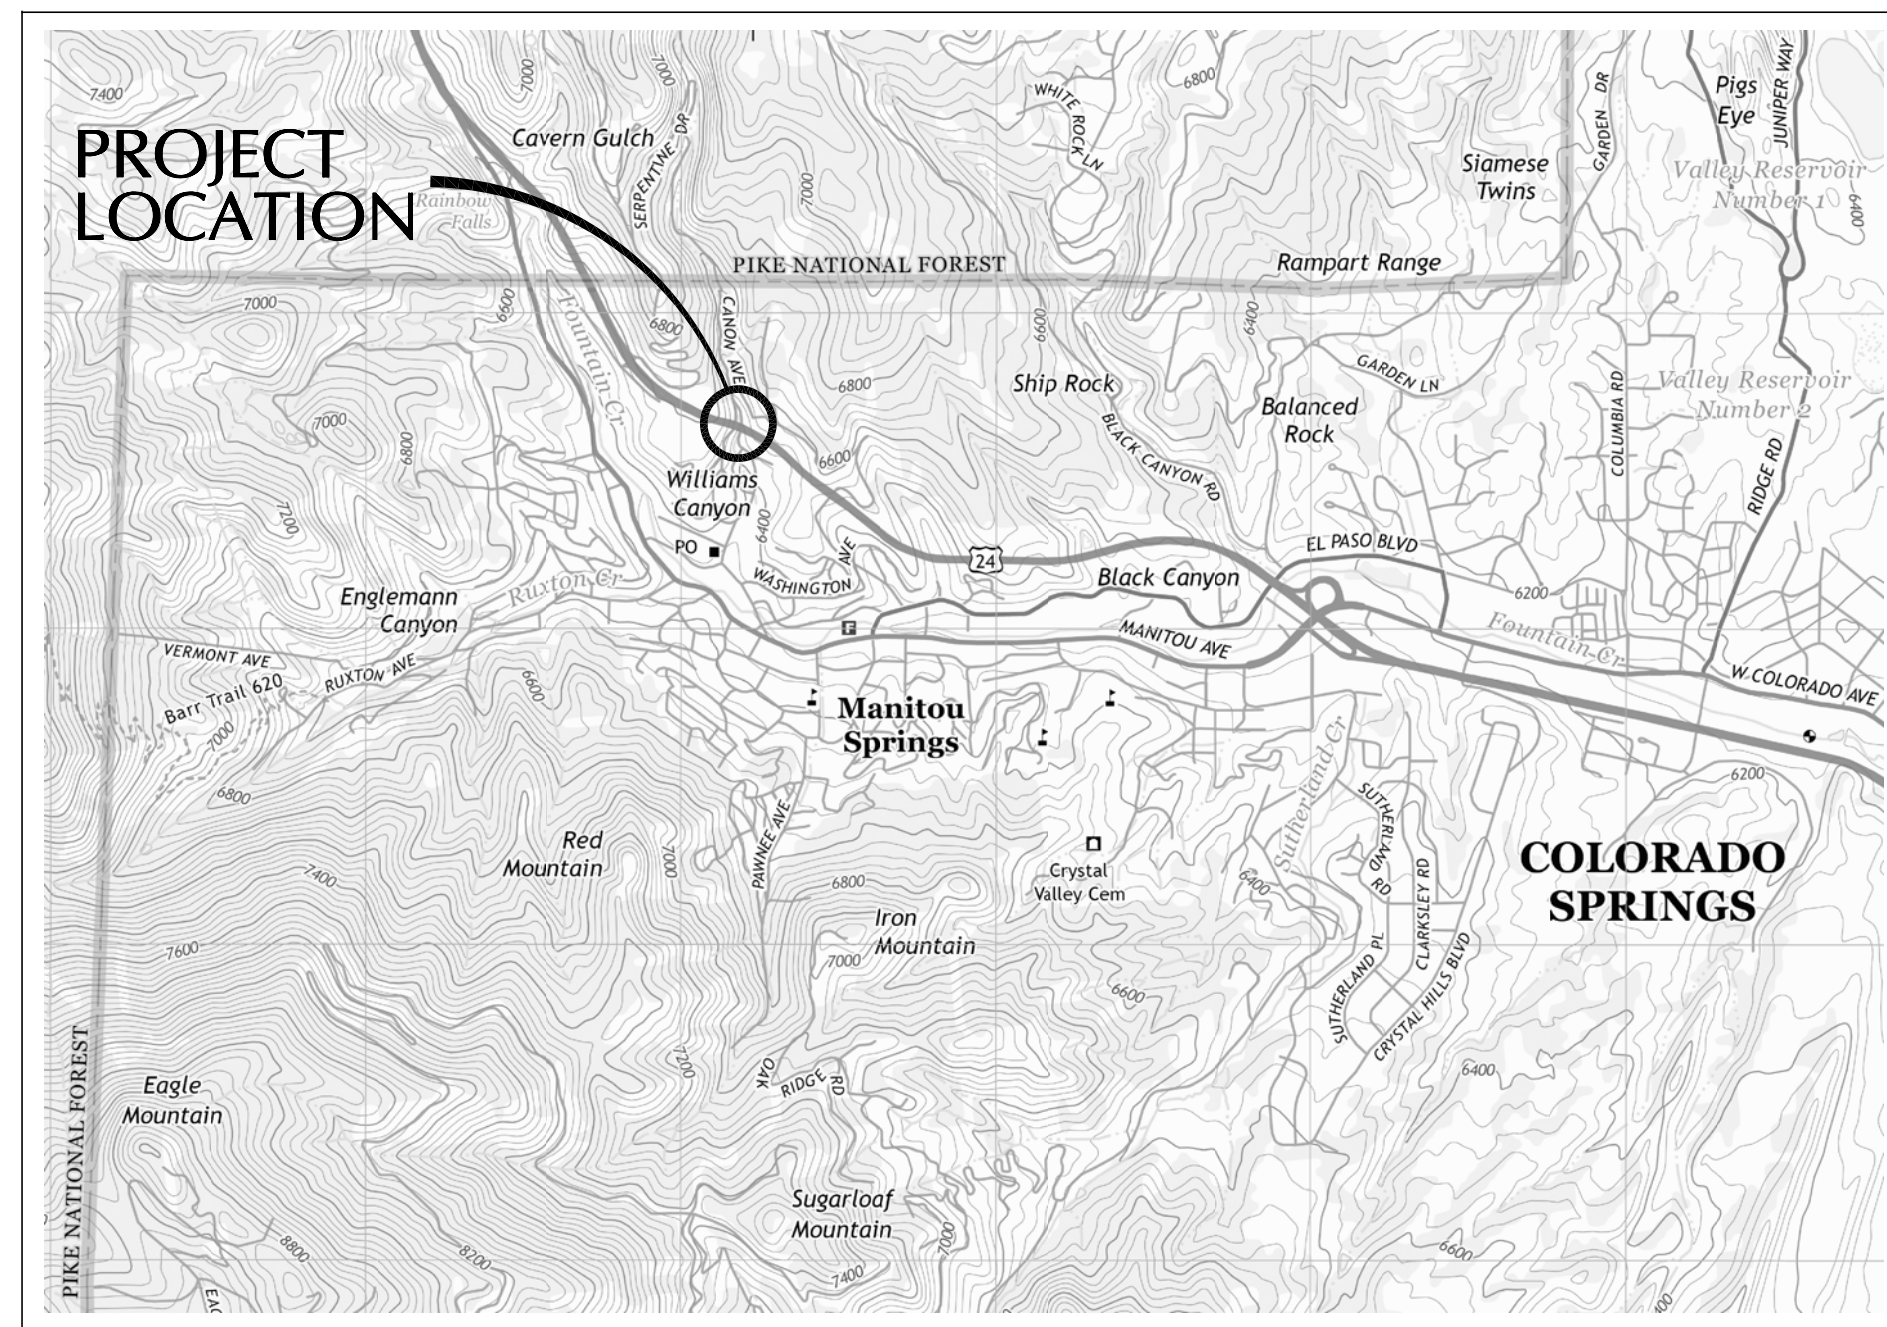 7400
7000
7000
6800
WHITE ROCK LN
GARDEN DR
Pigs
Eye
JUNIPER WAY
PROJECT
LOCATION
Cavern Gulch
SERPENTINE DR
7000
Siamese
Twins
Valley Reservoir
Number 1
6400
Rainbow
Falls
PIKE NATIONAL FOREST
Rampart Range
7000
6600
Fountain Cr
6800
CANON AVE
6600
6400
GARDEN LN
Ship Rock
6800
Balanced
Rock
COLUMBIA RD
Valley Reservoir
Number 2
7000
6800
BLACK CANYON RD
6600
RIDGE RD
7200
Williams
Canyon
6400
PO
WASHINGTON AVE
24
EL PASO BLVD
Black Canyon
Englemann
Canyon
Ruxton Cr
6200
F
MANITOU AVE
Fountain Cr
VERMONT AVE
RUXTON AVE
Barr Trail 620
7000
6600
W COLORADO AVE
Manitou
Springs
Sutherland Cr
6200
6800
PAWNEE AVE
SUTHERLAND RD
Red
Mountain
7000
7400
6800
Crystal
Valley Cem
6400
CLARKSLEY RD
COLORADO
SPRINGS
Iron
Mountain
7600
7000
6600
SUTHERLAND PL
CRYSTAL HILLS BLVD
7200
OAK RIDGE RD
6400
Eagle
Mountain
PIKE NATIONAL FOREST
Sugarloaf
Mountain
8800
8200
7000
7400
6600